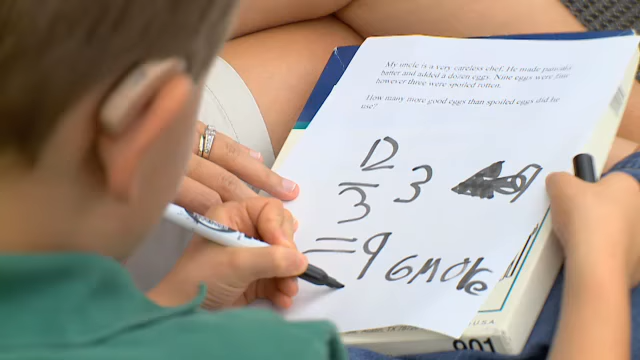 My uncle is a very careless chef. He made pancake
batter and added a dozen eggs. Nine eggs were fine
however three were spoiled rotten.
How many more good eggs than spoiled eggs did he
use?
12
3 3
= 9 6 more
USA
901